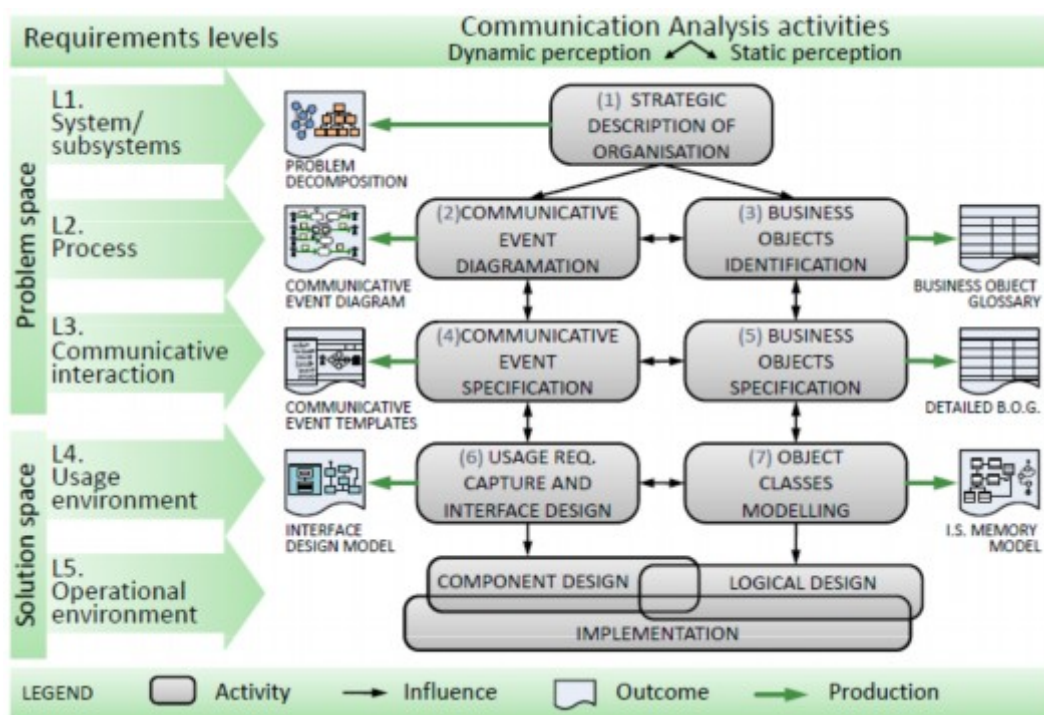 Requirements levels
Communication Analysis activities
Dynamic perception
Static perception
Problem space
Solution space
L1.
System/
subsystems
PROBLEM
DECOMPOSITION
(1) STRATEGIC
DESCRIPTION OF
ORGANISATION
L2.
Process
COMMUNICATIVE
EVENT DIAGRAM
(2)COMMUNICATIVE
EVENT
DIAGRAMATION
(3) BUSINESS
OBJECTS
IDENTIFICATION
BUSINESS OBJECT
GLOSSARY
L3.
Communicative
interaction
COMMUNICATIVE
EVENT TEMPLATES
(4)COMMUNICATIVE
EVENT
SPECIFICATION
(5) BUSINESS
OBJECTS
SPECIFICATION
DETAILED B.O.G.
L4.
Usage
environment
INTERFACE
DESIGN MODEL
(6) USAGE REQ.
CAPTURE AND
INTERFACE DESIGN
(7) OBJECT
CLASSES
MODELLING
I.S. MEMORY
MODEL
L5.
Operational
environment
COMPONENT DESIGN
LOGICAL DESIGN
IMPLEMENTATION
LEGEND
Activity
Influence
Outcome
Production